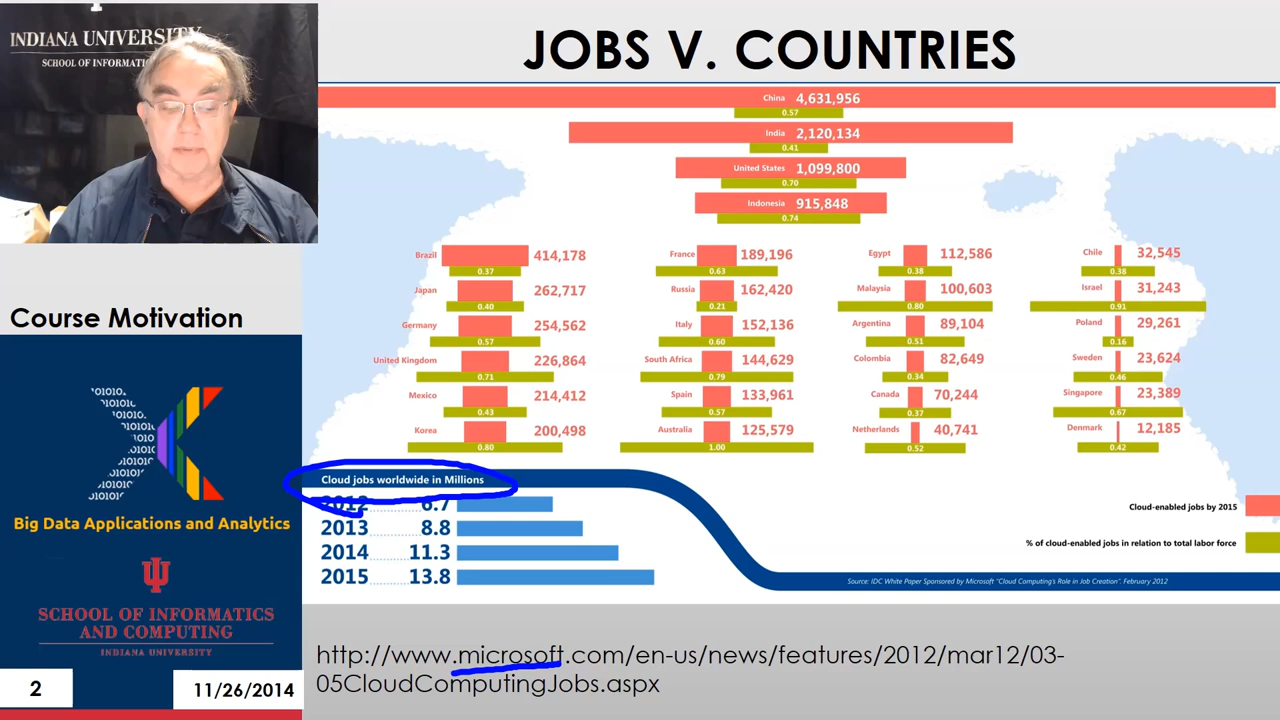 INDIANA UNIVERSITY
SCHOOL OF INFORMATI
JOBS V. COUNTRIES
China 4,631,956
0.57
India 2,120,134
0.41
United States 1,099,800
0.70
Indonesia 915,848
0.74
Brazil 414,178
0.37
Japan 262,717
0.40
Germany 254,562
0.57
United Kingdom 226,864
0.71
Mexico 214,412
0.43
Korea 200,498
0.80
France 189,196
0.63
Russia 162,420
0.21
Italy 152,136
0.60
South Africa 144,629
0.79
Spain 133,961
0.57
Australia 125,579
1.00
Egypt 112,586
0.38
Malaysia 100,603
0.80
Argentina 89,104
0.51
Colombia 82,649
0.34
Canada 70,244
0.37
Netherlands 40,741
0.52
Chile 32,545
0.38
Israel 31,243
0.91
Poland 29,261
0.16
Sweden 23,624
0.46
Singapore 23,389
0.67
Denmark 12,185
0.42
Cloud jobs worldwide in Millions
2012 6.7
2013 8.8
2014 11.3
2015 13.8
Cloud-enabled jobs by 2015
% of cloud-enabled jobs in relation to total labor force
Source: IDC White Paper Sponsored by Microsoft "Cloud Computing's Role in Job Creation". February 2012
http://www.microsoft.com/en-us/news/features/2012/mar12/03-
05CloudComputingJobs.aspx
Course Motivation
Big Data Applications and Analytics
SCHOOL OF INFORMATICS
AND COMPUTING
INDIANA UNIVERSITY
2
11/26/2014